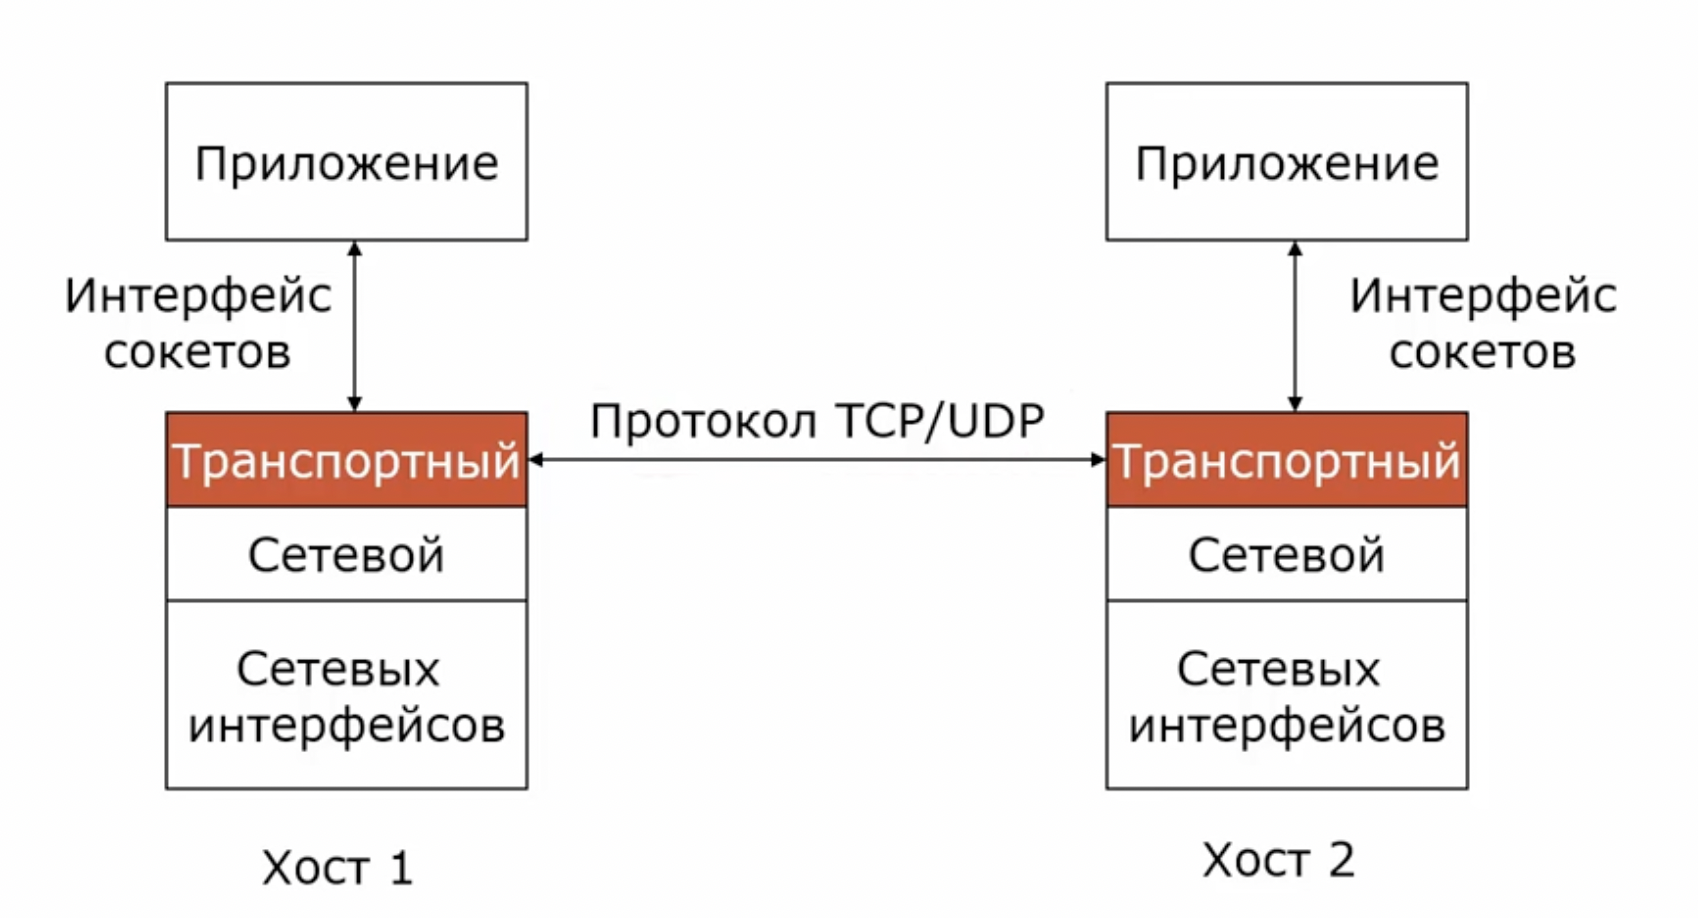 Приложение
Интерфейс
сокетов
Транспортный
Сетевой
Сетевых
интерфейсов
Хост 1
Протокол TCP/UDP
Приложение
Интерфейс
сокетов
Транспортный
Сетевой
Сетевых
интерфейсов
Хост 2